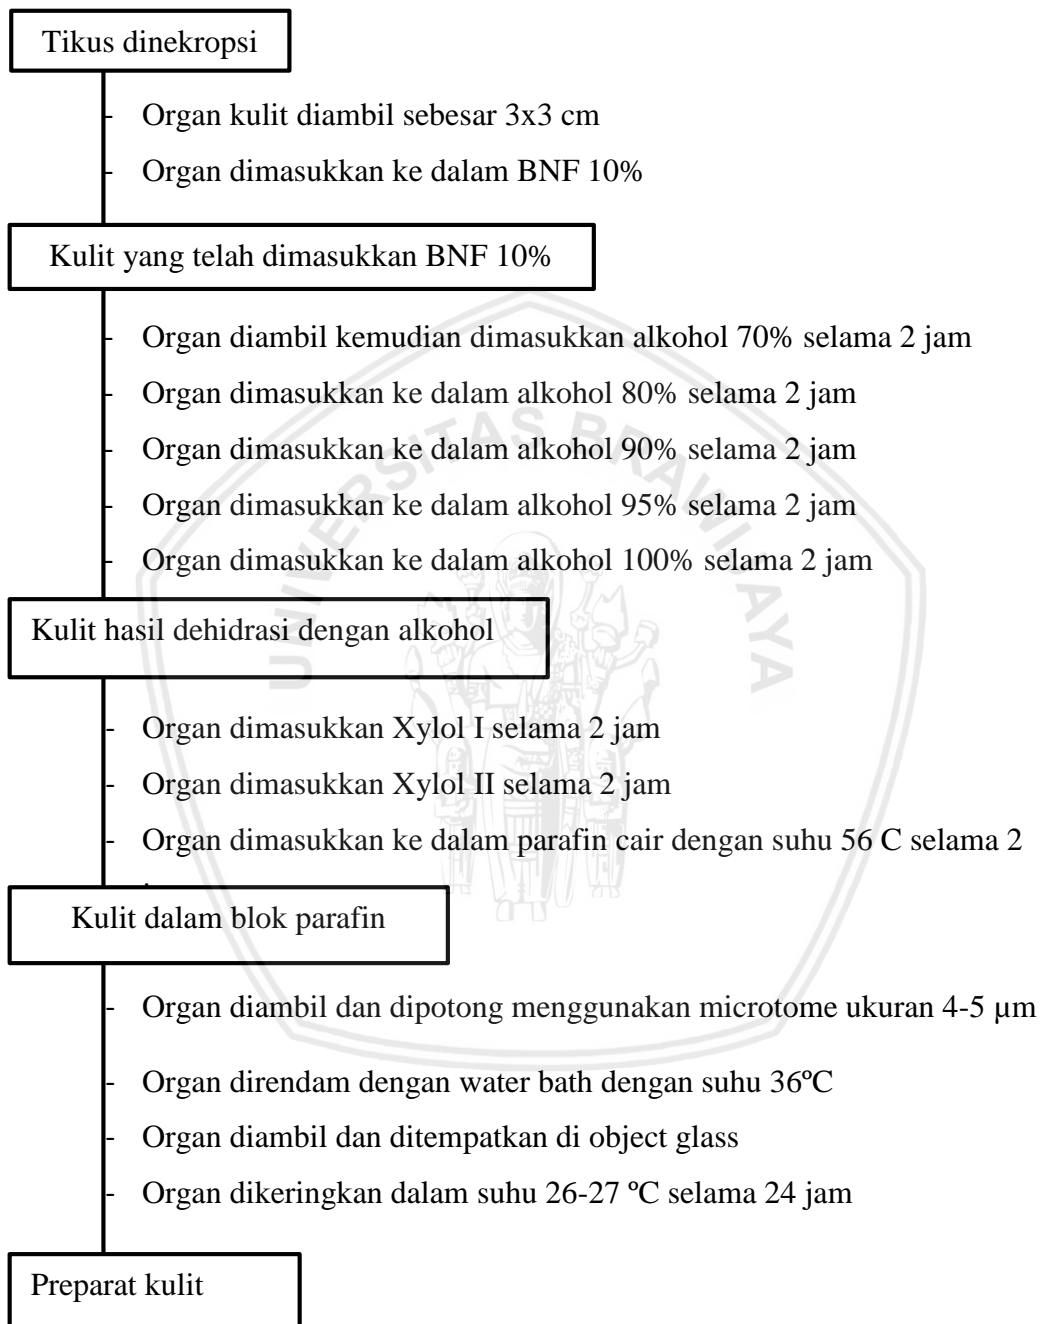 Tikus dinekropsi
- Organ kulit diambil sebesar 3x3 cm
- Organ dimasukkan ke dalam BNF 10%
Kulit yang telah dimasukkan BNF 10%
- Organ diambil kemudian dimasukkan alkohol 70% selama 2 jam
- Organ dimasukkan ke dalam alkohol 80% selama 2 jam
- Organ dimasukkan ke dalam alkohol 90% selama 2 jam
- Organ dimasukkan ke dalam alkohol 95% selama 2 jam
- Organ dimasukkan ke dalam alkohol 100% selama 2 jam
Kulit hasil dehidrasi dengan alkohol
- Organ dimasukkan Xylol I selama 2 jam
- Organ dimasukkan Xylol II selama 2 jam
- Organ dimasukkan ke dalam parafin cair dengan suhu 56 C selama 2
Kulit dalam blok parafin
- Organ diambil dan dipotong menggunakan microtome ukuran 4-5 µm
- Organ direndam dengan water bath dengan suhu 36ºC
- Organ diambil dan ditempatkan di object glass
- Organ dikeringkan dalam suhu 26-27 ºC selama 24 jam
Preparat kulit
UNIVERSITAS BRAWIJAYA